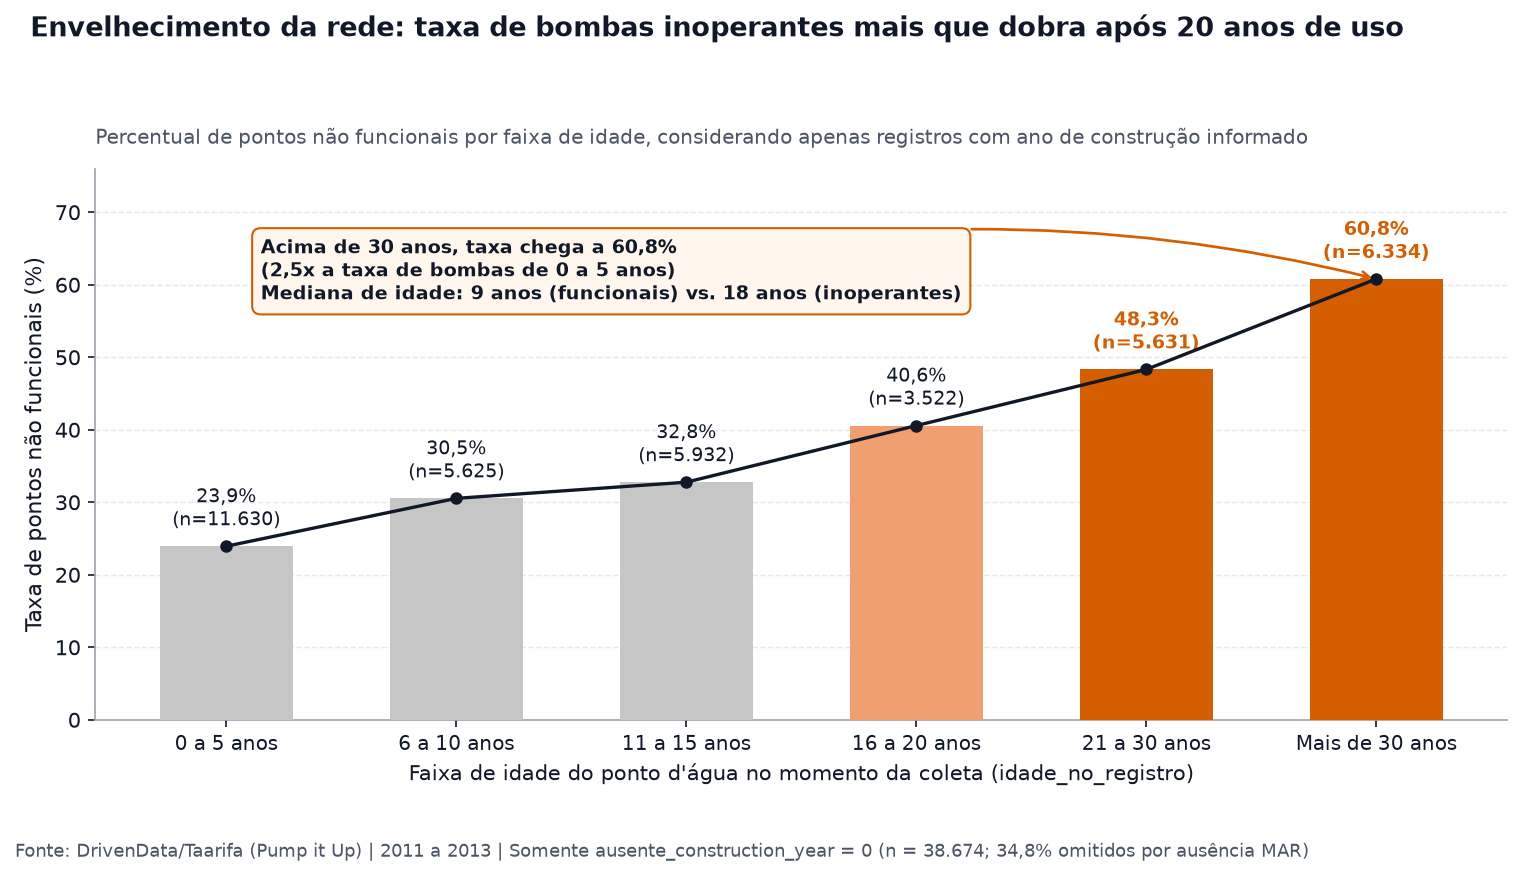 Envelhecimento da rede: taxa de bombas inoperantes mais que dobra após 20 anos de uso
Percentual de pontos não funcionais por faixa de idade, considerando apenas registros com ano de construção informado
Taxa de pontos não funcionais (%)
70
60
50
40
30
20
10
0
Acima de 30 anos, taxa chega a 60,8%
(2,5x a taxa de bombas de 0 a 5 anos)
Mediana de idade: 9 anos (funcionais) vs. 18 anos (inoperantes)
23,9%
(n=11.630)
30,5%
(n=5.625)
32,8%
(n=5.932)
40,6%
(n=3.522)
48,3%
(n=5.631)
60,8%
(n=6.334)
0 a 5 anos
6 a 10 anos
11 a 15 anos
16 a 20 anos
21 a 30 anos
Mais de 30 anos
Faixa de idade do ponto d'água no momento da coleta (idade_no_registro)
Fonte: DrivenData/Taarifa (Pump it Up) | 2011 a 2013 | Somente ausente_construction_year = 0 (n = 38.674; 34,8% omitidos por ausência MAR)